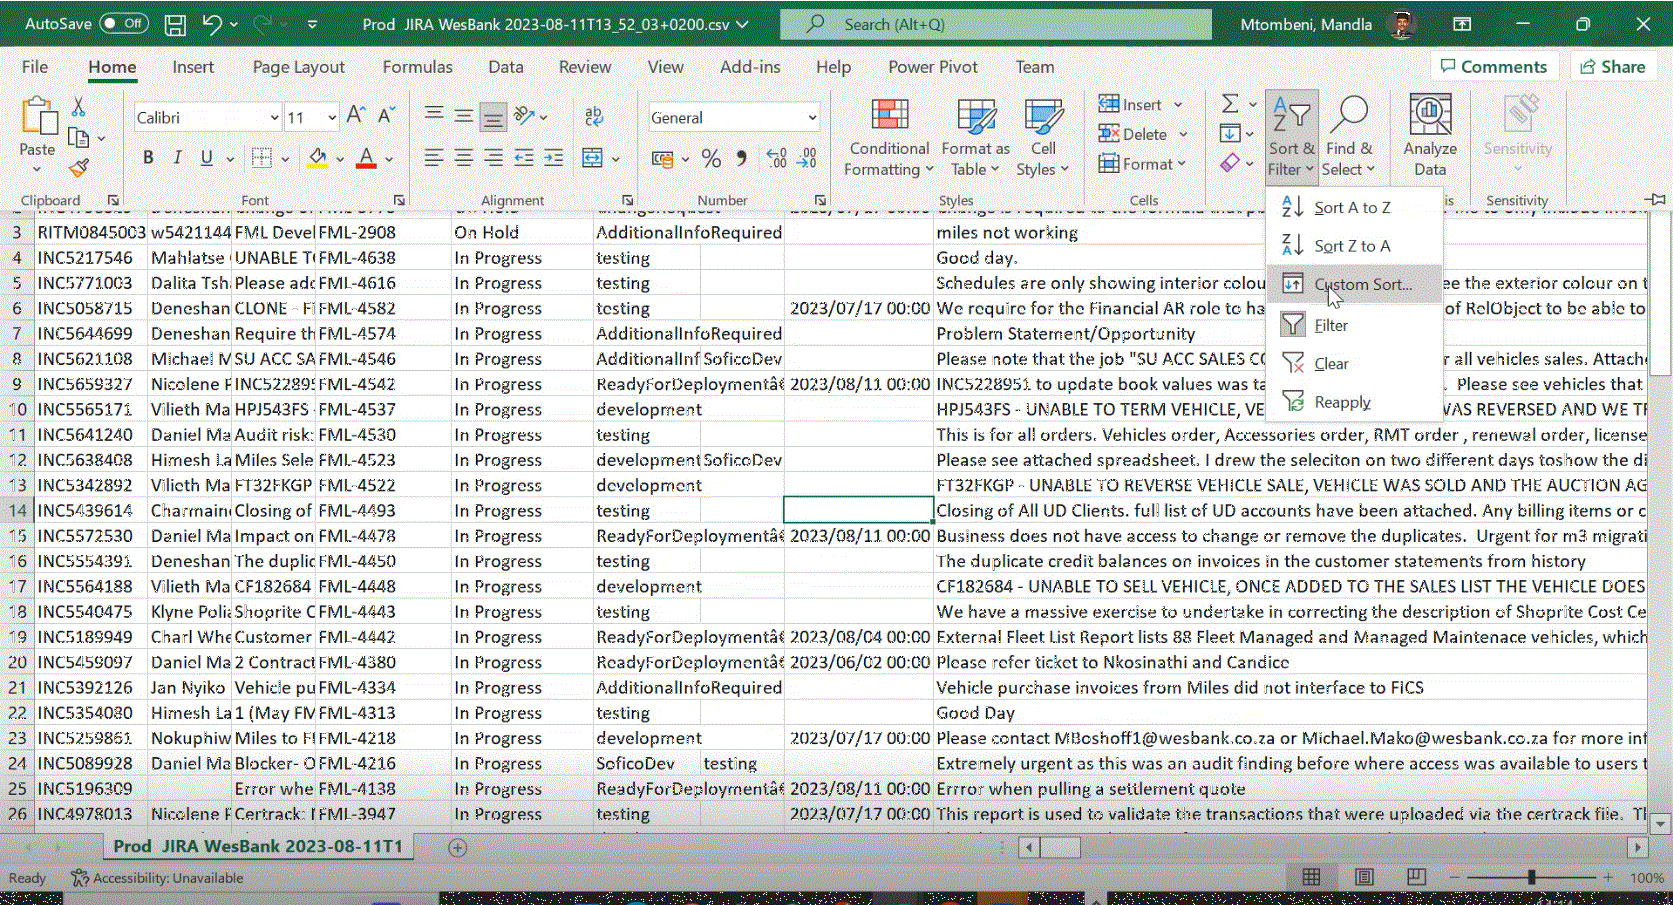 AutoSave Off Prod JIRA WesBank 2023-08-11T13_52_03+0200.csv Search (Alt+Q) Mtombeni, Mandla
File Home Insert Page Layout Formulas Data Review View Add-ins Help Power Pivot Team Comments Share
Calibri 11 General Insert
Delete
Format
Paste B I U % Conditional Formatting Format as Table Cell Styles Sort & Filter Find & Select Analyze Data Sensitivity
Clipboard Font Alignment Number Styles Cells is Sensitivity
Sort A to Z
Sort Z to A
Custom Sort...
Filter
Clear
Reapply
3 RITM0845003 w5421144 FML Devel FML-2908 On Hold AdditionalInfoRequired miles not working
4 INC5217546 Mahlatse UNABLE T FML-4638 In Progress testing Good day.
5 INC5771003 Dalita Tsh Please add FML-4616 In Progress testing Schedules are only showing interior colou ee the exterior colour on t
6 INC5058715 Deneshan CLONE - F FML-4582 In Progress testing 2023/07/17 00:00 We require for the Financial AR role to ha of RelObject to be able to
7 INC5644699 Deneshan Require th FML-4574 In Progress AdditionalInfoRequired Problem Statement/Opportunity
8 INC5621108 Michael M SU ACC SA FML-4546 In Progress AdditionalInf SoficoDev Please note that the job "SU ACC SALES CO r all vehicles sales. Attache
9 INC5659327 Nicolene F INC522895 FML-4542 In Progress ReadyForDeploymentâ€ 2023/08/11 00:00 INC5228951 to update book values was ta Please see vehicles that
10 INC5565171 Vilieth Ma HPJ543FS - FML-4537 In Progress development HPJ543FS - UNABLE TO TERM VEHICLE, VE WAS REVERSED AND WE TR
11 INC5641240 Daniel Ma Audit risk: FML-4530 In Progress testing This is for all orders. Vehicles order, Accessories order, RMT order , renewal order, license
12 INC5638408 Himesh La Miles Sele FML-4523 In Progress development SoficoDev Please see attached spreadsheet. I drew the seleciton on two different days toshow the di
13 INC5342892 Vilieth Ma FT32FKGP FML-4522 In Progress development FT32FKGP - UNABLE TO REVERSE VEHICLE SALE, VEHICLE WAS SOLD AND THE AUCTION AG
14 INC5439614 Charmain Closing of FML-4493 In Progress testing Closing of All UD Clients. full list of UD accounts have been attached. Any billing items or c
15 INC5572530 Daniel Ma Impact on FML-4478 In Progress ReadyForDeploymentâ€ 2023/08/11 00:00 Business does not have access to change or remove the duplicates. Urgent for m3 migrati
16 INC5554391 Deneshan The duplic FML-4450 In Progress testing The duplicate credit balances on invoices in the customer statements from history
17 INC5564188 Vilieth Ma CF182684 FML-4448 In Progress development CF182684 - UNABLE TO SELL VEHICLE, ONCE ADDED TO THE SALES LIST THE VEHICLE DOES
18 INC5540475 Klyne Polia Shoprite C FML-4443 In Progress testing We have a massive exercise to undertake in correcting the description of Shoprite Cost Ce
19 INC5189949 Charl Whe Customer FML-4442 In Progress ReadyForDeploymentâ€ 2023/08/04 00:00 External Fleet List Report lists 88 Fleet Managed and Managed Maintenace vehicles, which
20 INC5459097 Daniel Ma 2 Contract FML-4380 In Progress ReadyForDeploymentâ€ 2023/06/02 00:00 Please refer ticket to Nkosinathi and Candice
21 INC5392126 Jan Nyiko Vehicle pu FML-4334 In Progress AdditionalInfoRequired Vehicle purchase invoices from Miles did not interface to FICS
22 INC5354080 Himesh La 1 (May FM FML-4313 In Progress testing Good Day
23 INC5259861 Nokuphiw Miles to F FML-4218 In Progress development 2023/07/17 00:00 Please contact MBoshoff1@wesbank.co.za or Michael.Mako@wesbank.co.za for more inf
24 INC5089928 Daniel Ma Blocker- O FML-4216 In Progress SoficoDev testing Extremely urgent as this was an audit finding before where access was available to users t
25 INC5196309 Error whe FML-4138 In Progress ReadyForDeploymentâ€ 2023/08/11 00:00 Errror when pulling a settlement quote
26 INC4978013 Nicolene F Certrack: FML-3947 In Progress testing 2023/07/17 00:00 This report is used to validate the transactions that were uploaded via the certrack file. Th
Prod JIRA WesBank 2023-08-11T1
Ready Accessibility: Unavailable 100%